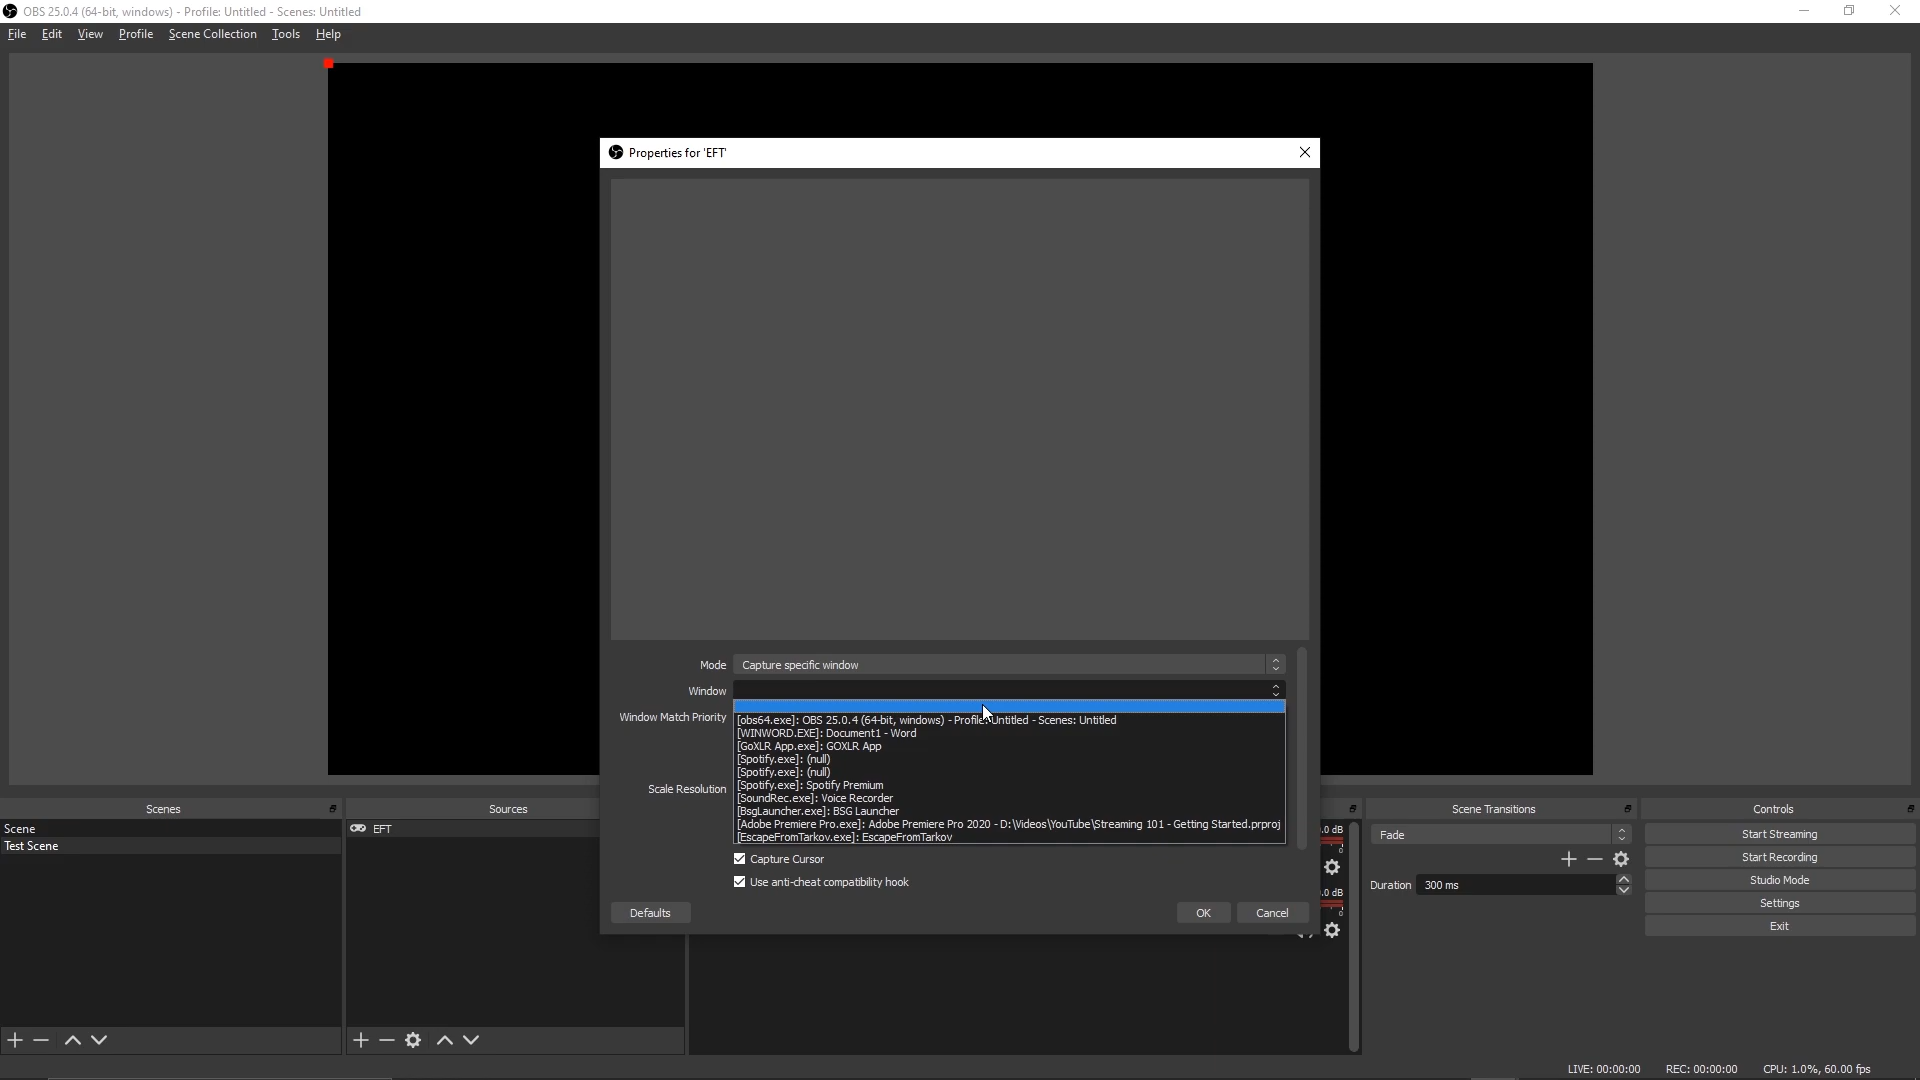 OBS 25.0.4 (64-bit, windows) - Profile: Untitled - Scenes: Untitled
File Edit View Profile Scene Collection Tools Help
Properties for 'EFT'
Mode Capture specific window
Window
Window Match Priority
[obs64.exe]: OBS 25.0.4 (64-bit, windows) - Profile: Untitled - Scenes: Untitled
[WINWORD.EXE]: Document1 - Word
[GoXLR App.exe]: GOXLR App
[Spotify.exe]: (null)
[Spotify.exe]: (null)
[Spotify.exe]: Spotify Premium
[SoundRec.exe]: Voice Recorder
[BsgLauncher.exe]: BSG Launcher
[Adobe Premiere Pro.exe]: Adobe Premiere Pro 2020 - D:\Videos\YouTube\Streaming 101 - Getting Started.prproj
[EscapeFromTarkov.exe]: EscapeFromTarkov
Scale Resolution
Capture Cursor
Use anti-cheat compatibility hook
Defaults OK Cancel
Scenes
Scene
Test Scene
Sources
EFT
.0 dB
0
.0 dB
0
Scene Transitions
Fade
Duration 300 ms
Controls
Start Streaming
Start Recording
Studio Mode
Settings
Exit
LIVE: 00:00:00 REC: 00:00:00 CPU: 1.0%, 60.00 fps